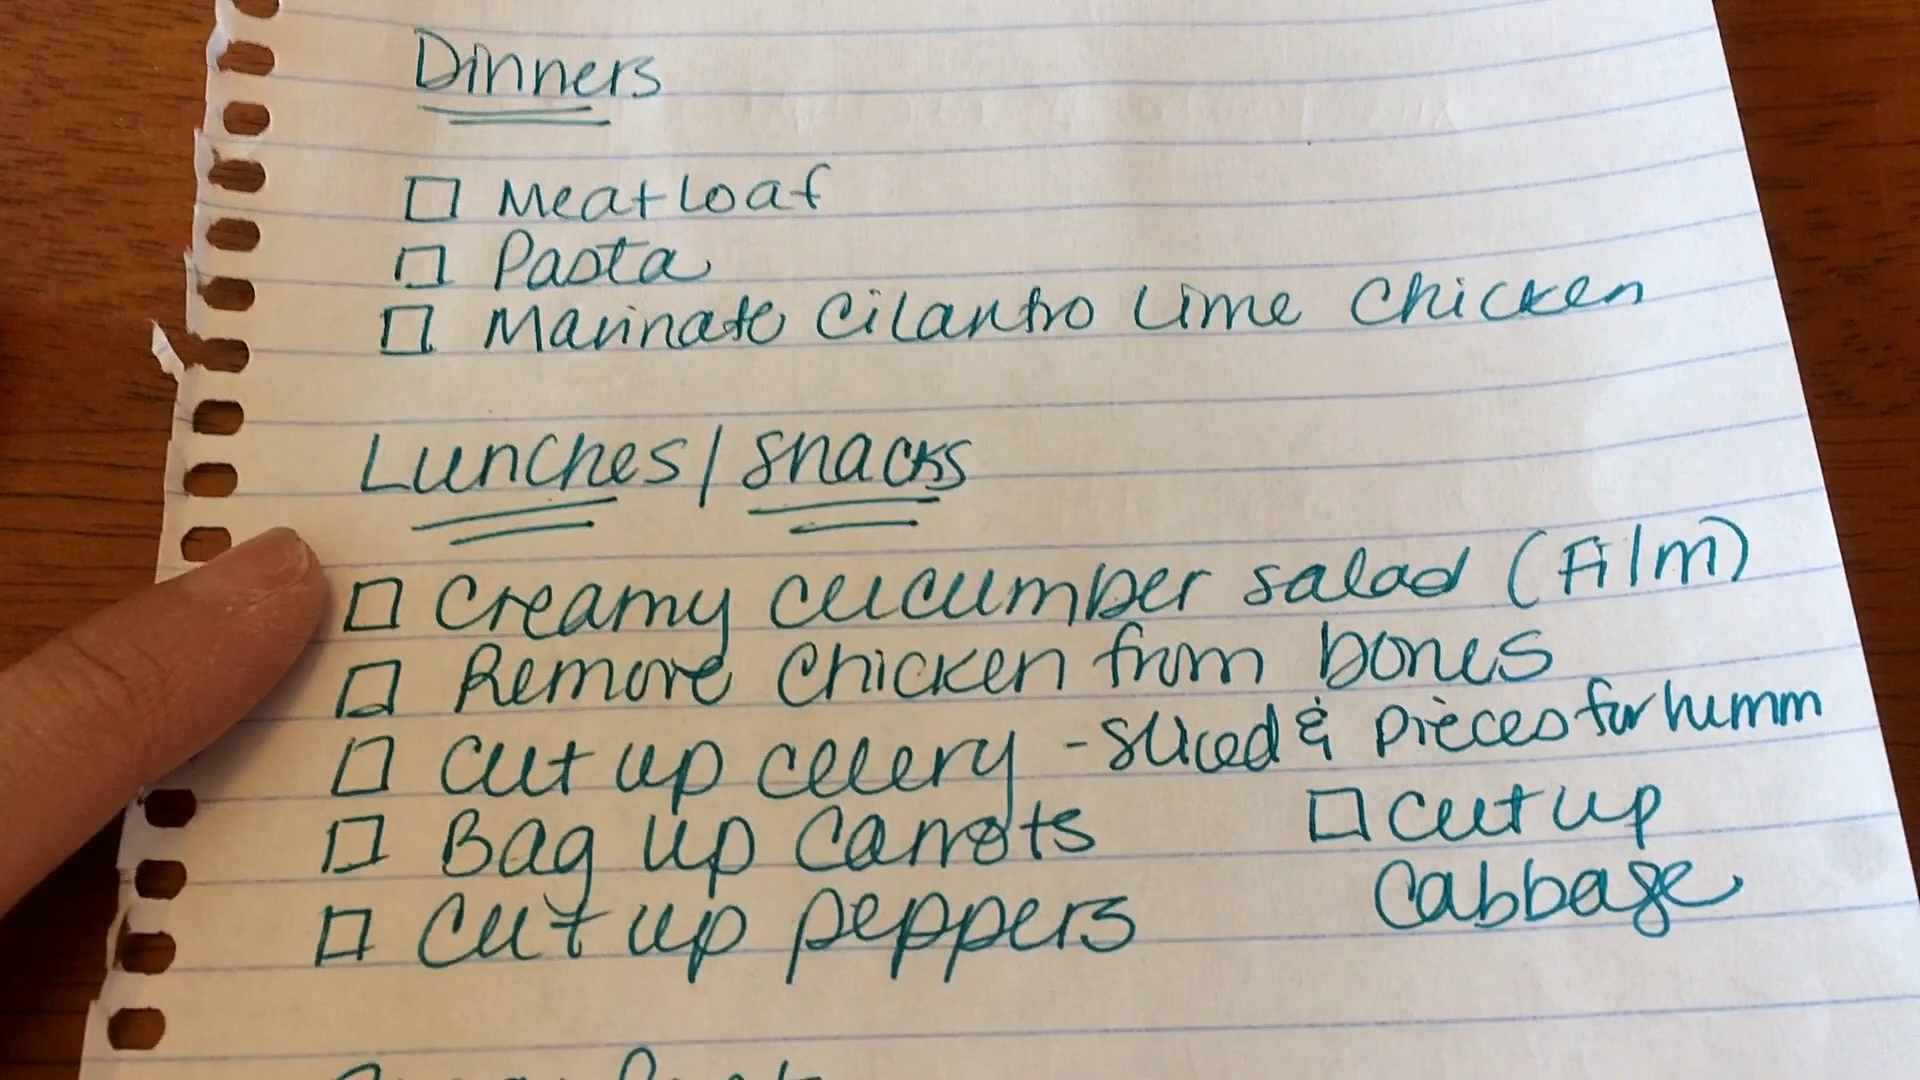 Dinners
☐ Meatloaf
☐ Pasta
☐ Marinate Cilantro Lime Chicken
Lunches/Snacks
☐ Creamy cucumber salad (Film)
☐ Remove Chicken from bones
☐ Cut up celery - sliced & pieces for humm
☐ Bag up carrots
☐ Cut up
Cabbage
☐ Cut up peppers